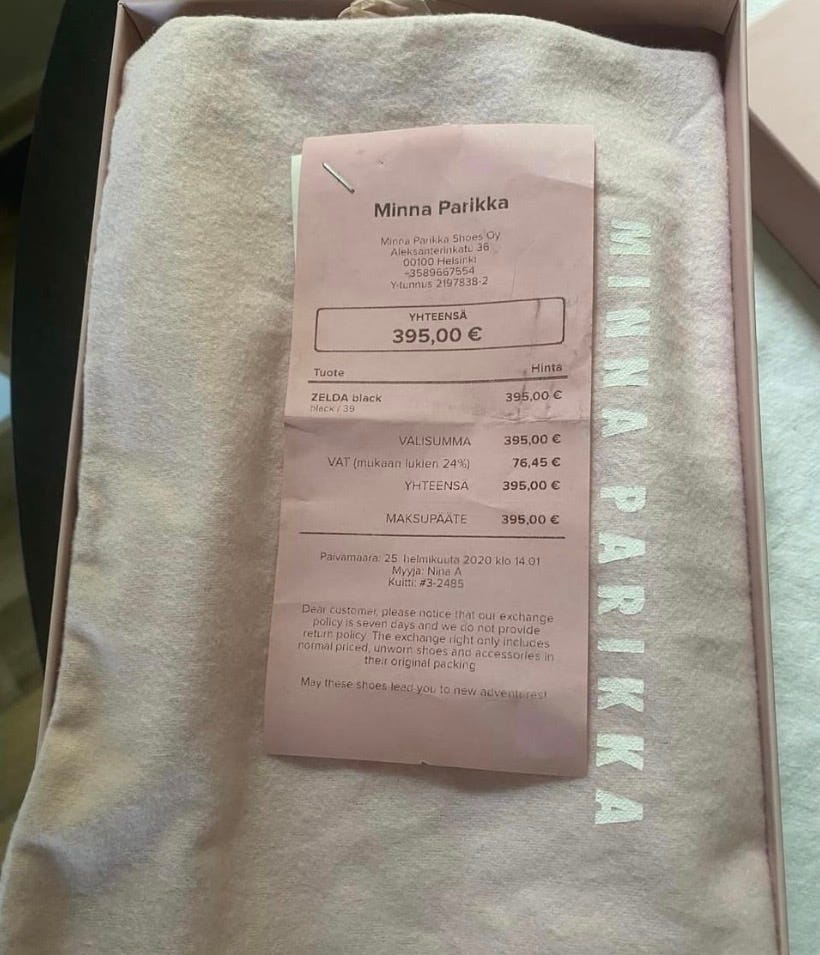 Minna Parikka
Minna Parikka Shoes Oy
Aleksanterinkatu 36
00100 Helsinki
+3589667554
Y-tunnus 2197838-2
YHTEENSÄ
395,00 €
Tuote Hinta
ZELDA black 395,00 €
black / 39
VÄLISUMMA 395,00 €
VAT (mukaan lukien 24%) 76,45 €
YHTEENSÄ 395,00 €
MAKSUPÄÄTE 395,00 €
Päivämäärä: 25. helmikuuta 2020 klo 14.01
Myyjä: Nina A
Kuitti: #3-2485
Dear customer, please notice that our exchange
policy is seven days and we do not provide
return policy. The exchange right only includes
normal priced, unworn shoes and accessories in
their original packing
May these shoes lead you to new adventures!
MINNA PARIKKA